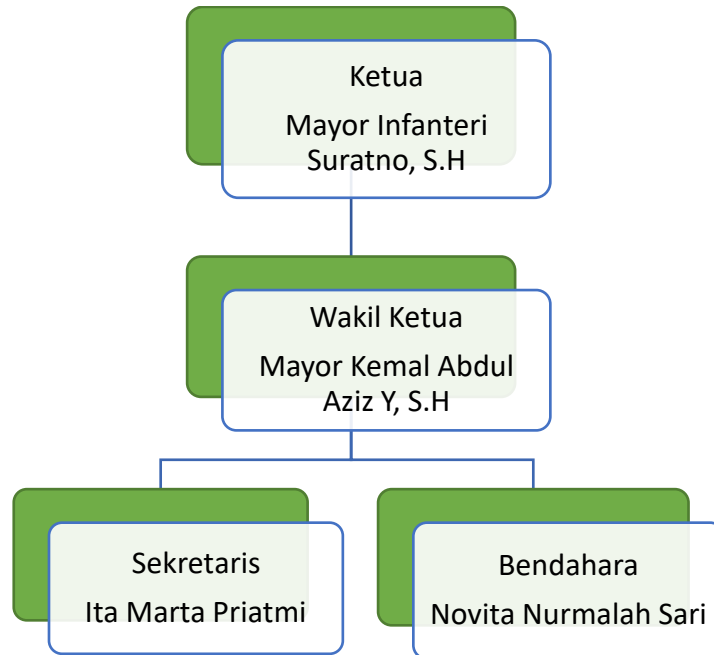 Ketua
Mayor Infanteri
Suratno, S.H
Wakil Ketua
Mayor Kemal Abdul
Aziz Y, S.H
Sekretaris
Ita Marta Priatmi
Bendahara
Novita Nurmalah Sari